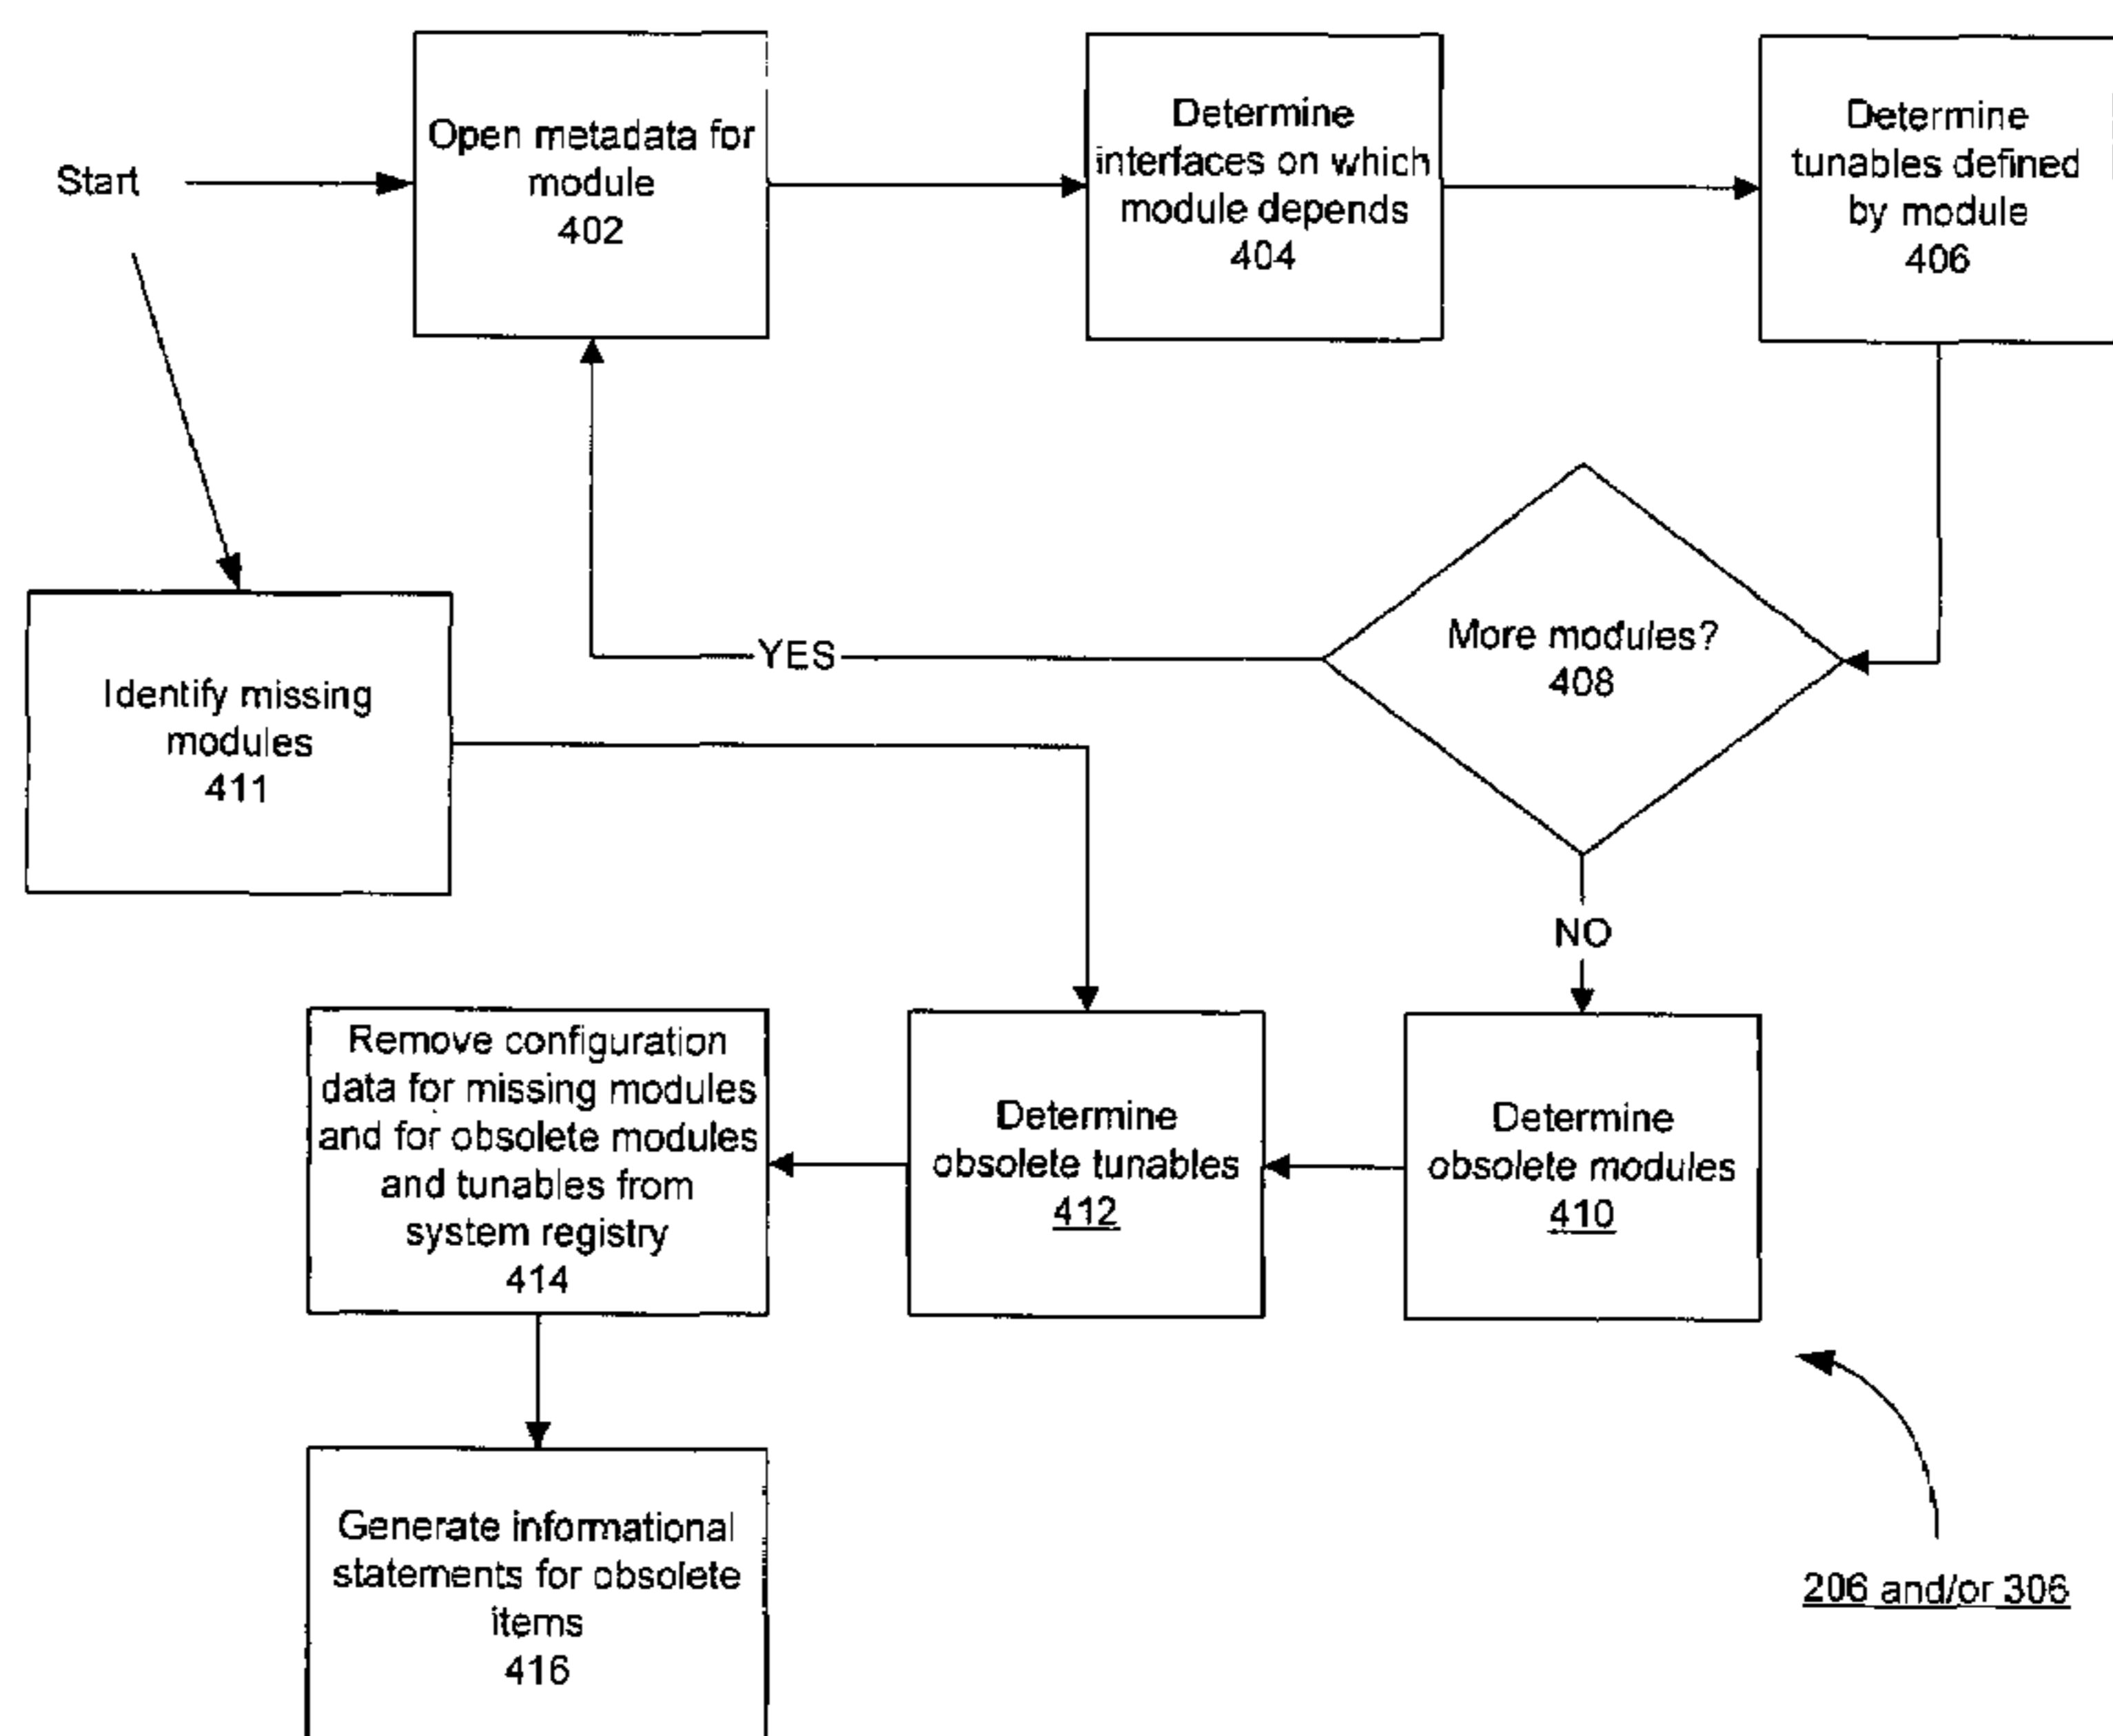 Start
Open metadata for
module
402
Determine
interfaces on which
module depends
404
Determine
tunables defined
by module
406
More modules?
408
YES
NO
Identify missing
modules
411
Determine
obsolete modules
410
Determine
obsolete tunables
412
Remove configuration
data for missing modules
and for obsolete modules
and tunables from
system registry
414
Generate informational
statements for obsolete
items
416
206 and/or 306